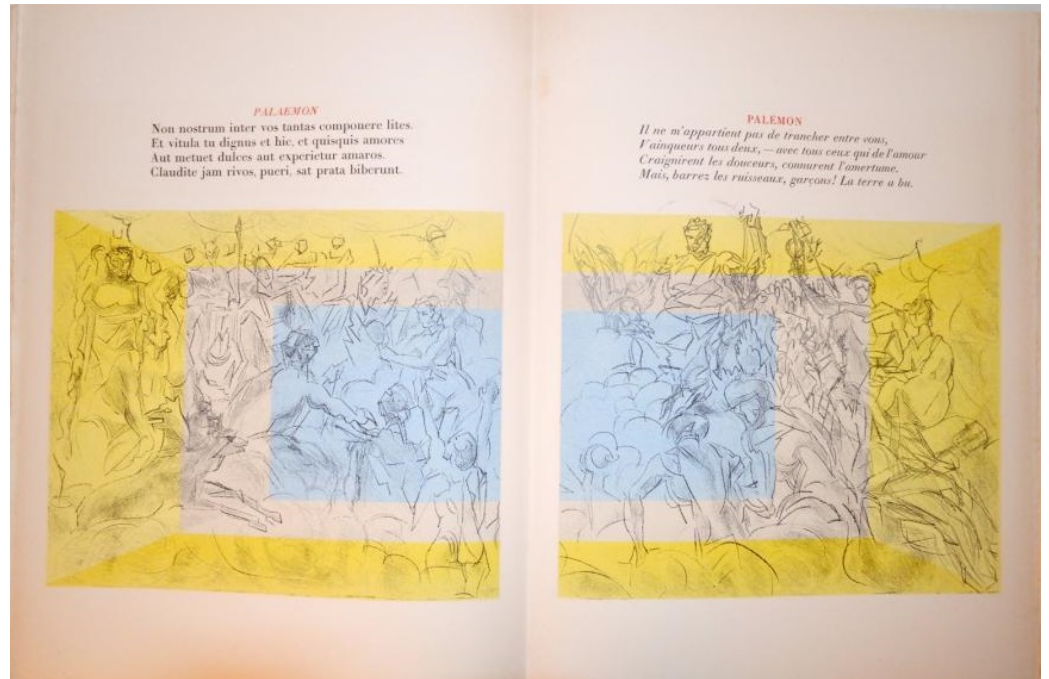 PALAEMON
Non nostrum inter vos tantas componere lites.
Et vitula tu dignus et hic, et quisquis amores
Aut metuet dulces aut experietur amaros.
Claudite jam rivos, pueri, sat prata biberunt.
PALÉMON
Il ne m'appartient pas de trancher entre vous,
Vainqueurs tous deux, — avec tous ceux qui de l'amour
Craignirent les douceurs, connurent l'amertume.
Mais, barrez les ruisseaux, garçons! La terre a bu.